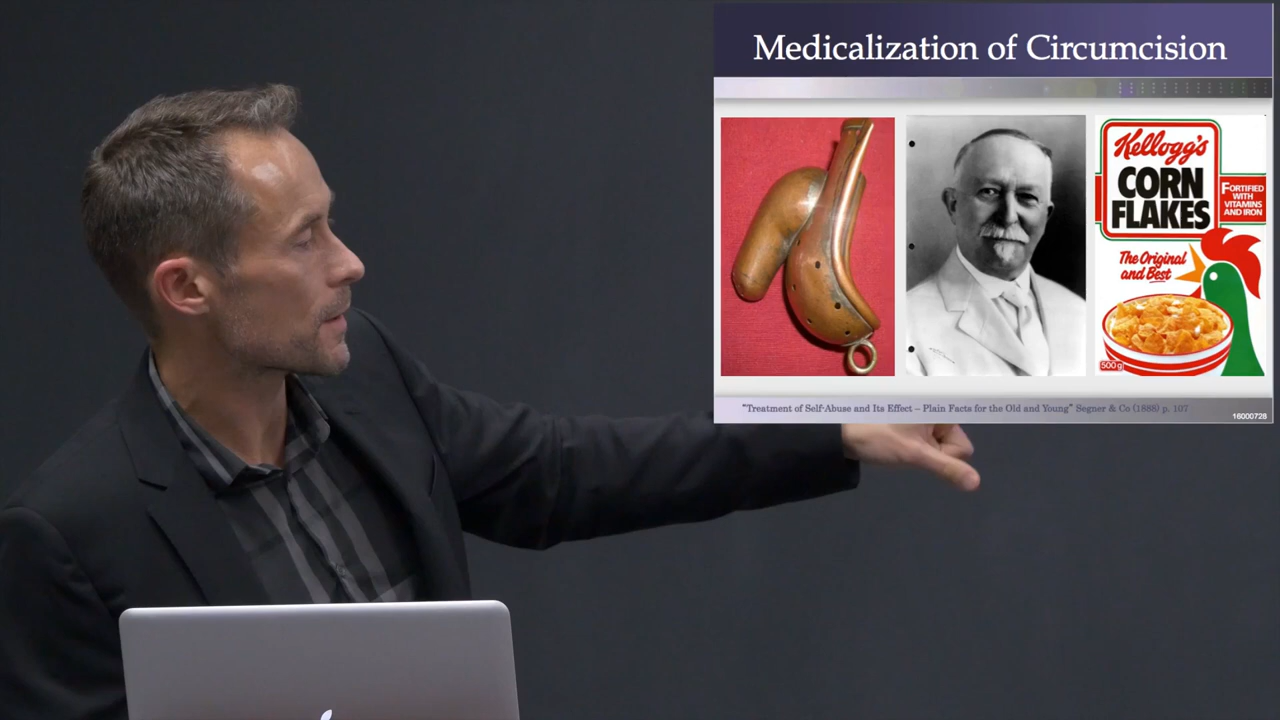 Medicalization of Circumcision
Kellogg's
CORN
FLAKES
FORTIFIED
WITH
VITAMINS
AND IRON
The Original
and Best
500g
"Treatment of Self-Abuse and Its Effect – Plain Facts for the Old and Young" Segner & Co (1888) p. 107
16000728